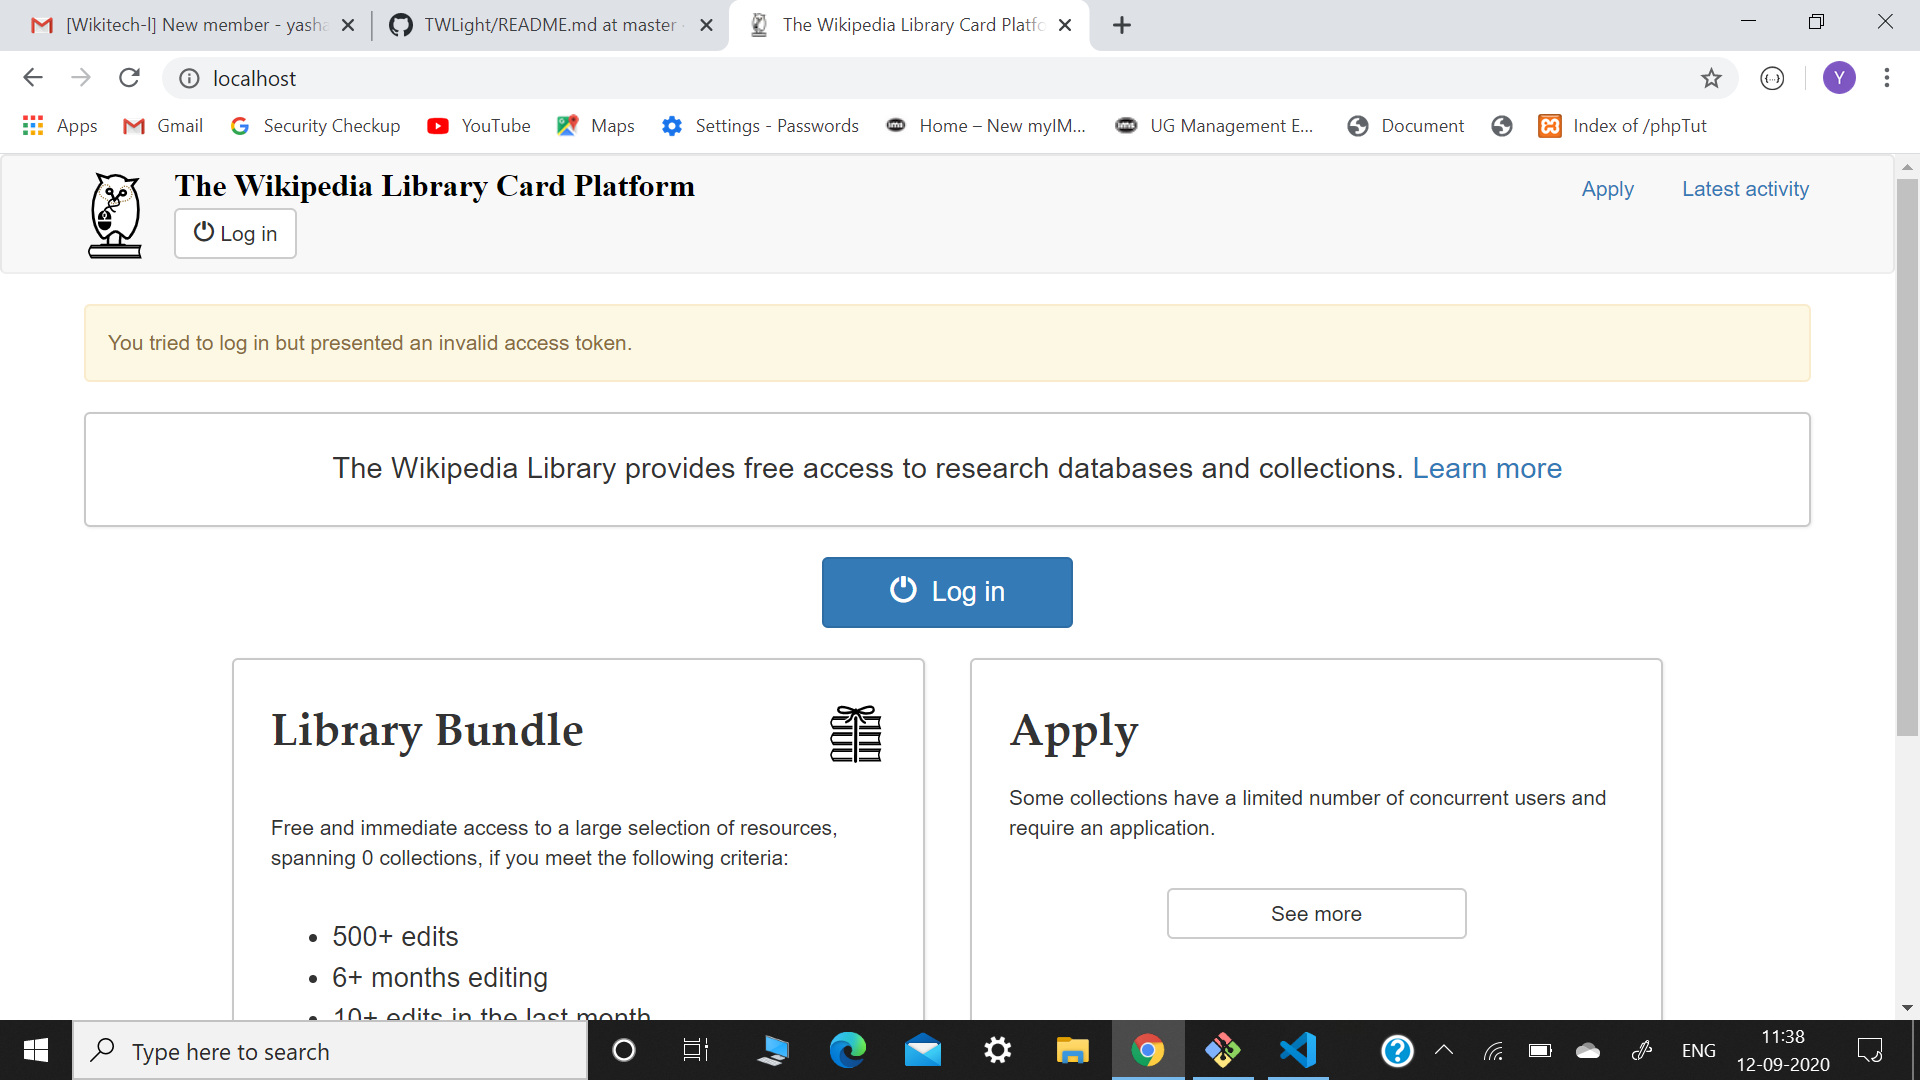 [Wikitech-l] New member - yasha
TWLight/README.md at master
The Wikipedia Library Card Platfo
localhost
Y
Apps
Gmail
Security Checkup
YouTube
Maps
Settings - Passwords
Home – New myIM...
UG Management E...
Document
Index of /phpTut
The Wikipedia Library Card Platform
Log in
Apply
Latest activity
You tried to log in but presented an invalid access token.
The Wikipedia Library provides free access to research databases and collections. Learn more
Log in
Library Bundle
Free and immediate access to a large selection of resources,
spanning 0 collections, if you meet the following criteria:
• 500+ edits
• 6+ months editing
• 10+ edits in the last month
Apply
Some collections have a limited number of concurrent users and
require an application.
See more
Type here to search
ENG
11:38
12-09-2020